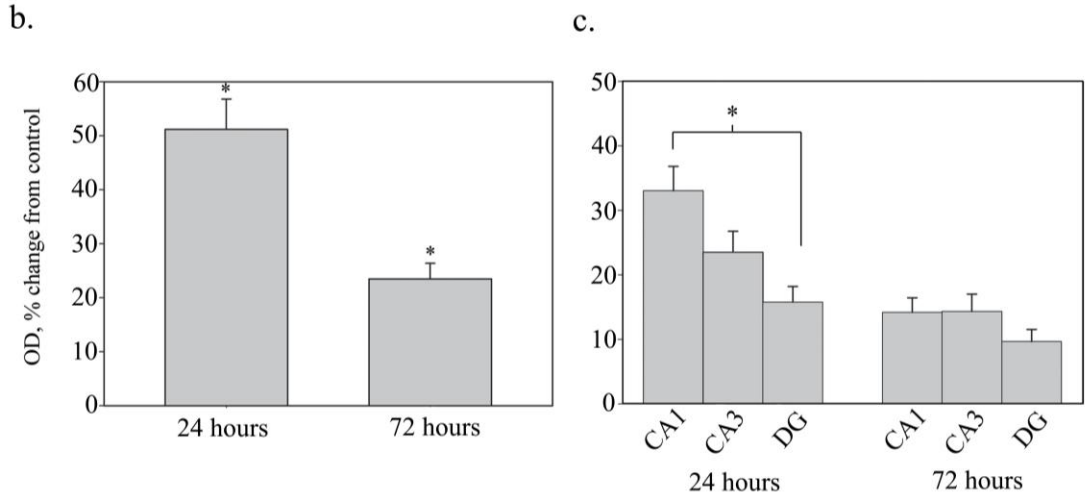 b.
OD, % change from control
60
50
40
30
20
10
0
*
*
24 hours
72 hours
c.
50
40
30
20
10
0
*
CA1
CA3
DG
CA1
CA3
DG
24 hours
72 hours